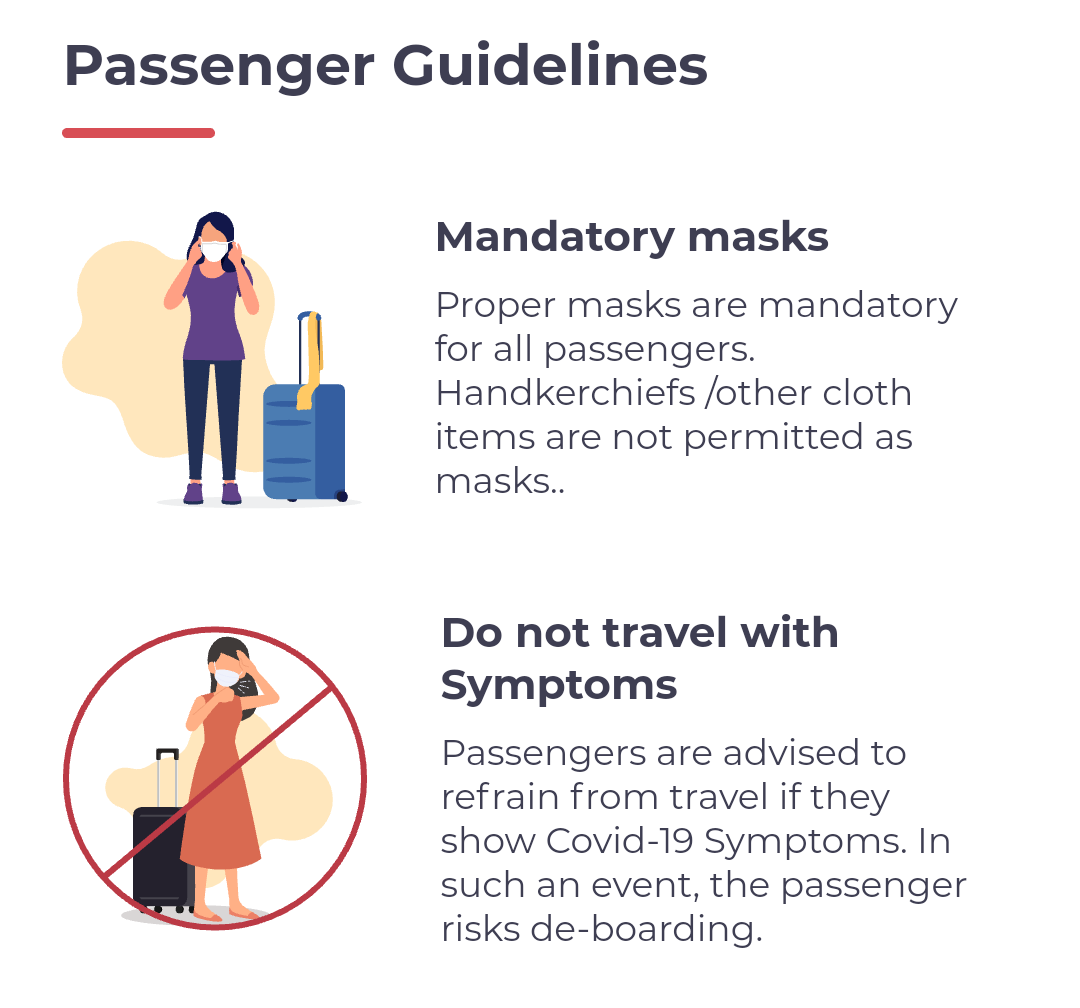 Passenger Guidelines
Mandatory masks
Proper masks are mandatory
for all passengers.
Handkerchiefs /other cloth
items are not permitted as
masks..
Do not travel with
Symptoms
Passengers are advised to
refrain from travel if they
show Covid-19 Symptoms. In
such an event, the passenger
risks de-boarding.